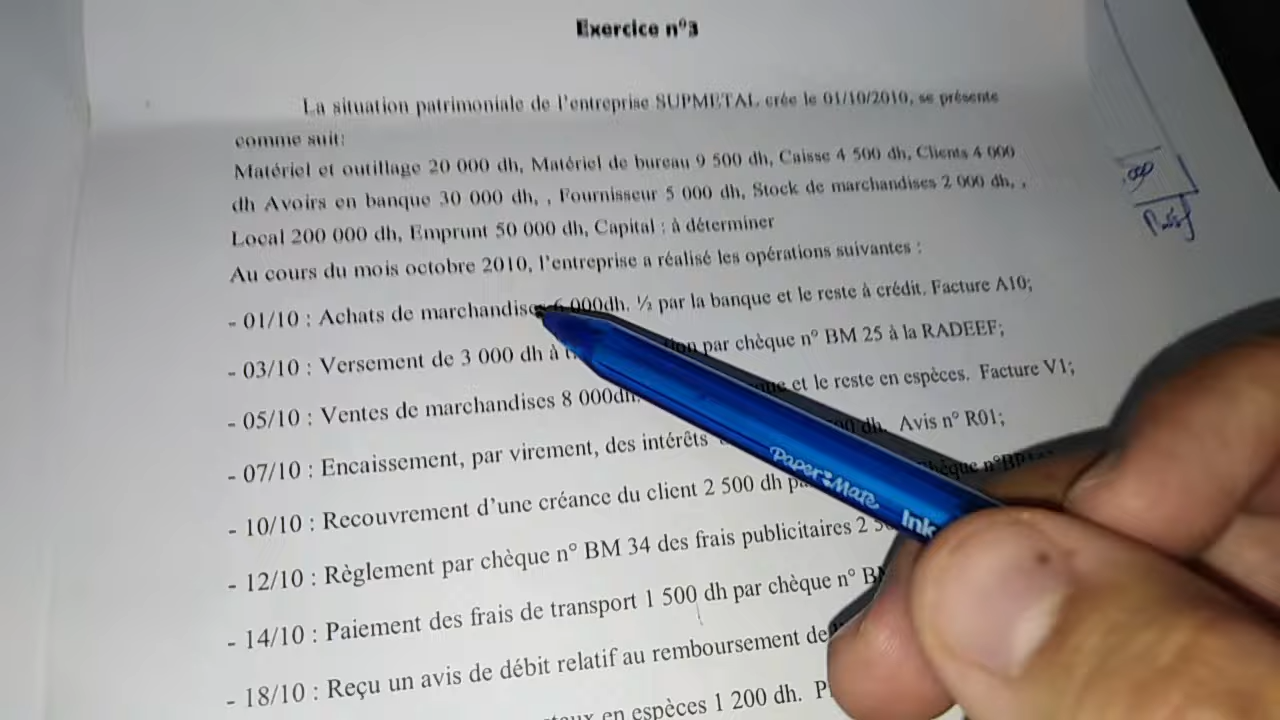 Exercice n°3
La situation patrimoniale de l'entreprise SUPMETAL crée le 01/10/2010, se présente
comme suit:
Matériel et outillage 20 000 dh, Matériel de bureau 9 500 dh, Caisse 4 500 dh, Clients 4 000
dh Avoirs en banque 30 000 dh, , Fournisseur 5 000 dh, Stock de marchandises 2 000 dh, ,
Local 200 000 dh, Emprunt 50 000 dh, Capital : à déterminer
Au cours du mois octobre 2010, l'entreprise a réalisé les opérations suivantes :
- 01/10 : Achats de marchandises 6 000dh. ½ par la banque et le reste à crédit. Facture A10;
- 03/10 : Versement de 3 000 dh à par chèque n° BM 25 à la RADEEF;
- 05/10 : Ventes de marchandises 8 000dh. et le reste en espèces. Facture V1;
- 07/10 : Encaissement, par virement, des intérêts dh. Avis n° R01;
- 10/10 : Recouvrement d'une créance du client 2 500 dh
- 12/10 : Règlement par chèque n° BM 34 des frais publicitaires
- 14/10 : Paiement des frais de transport 1 500 dh par chèque n°
- 18/10 : Reçu un avis de débit relatif au remboursement de
en espèces 1 200 dh.
Paper Mate Ink